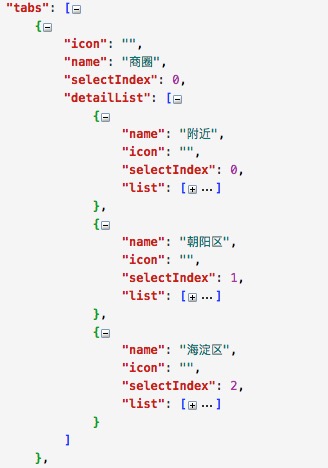 "tabs": [
{
"icon": "",
"name": "商圈",
"selectIndex": 0,
"detailList": [
{
"name": "附近",
"icon": "",
"selectIndex": 0,
"list": [...]
},
{
"name": "朝阳区",
"icon": "",
"selectIndex": 1,
"list": [...]
},
{
"name": "海淀区",
"icon": "",
"selectIndex": 2,
"list": [...]
}
]
},